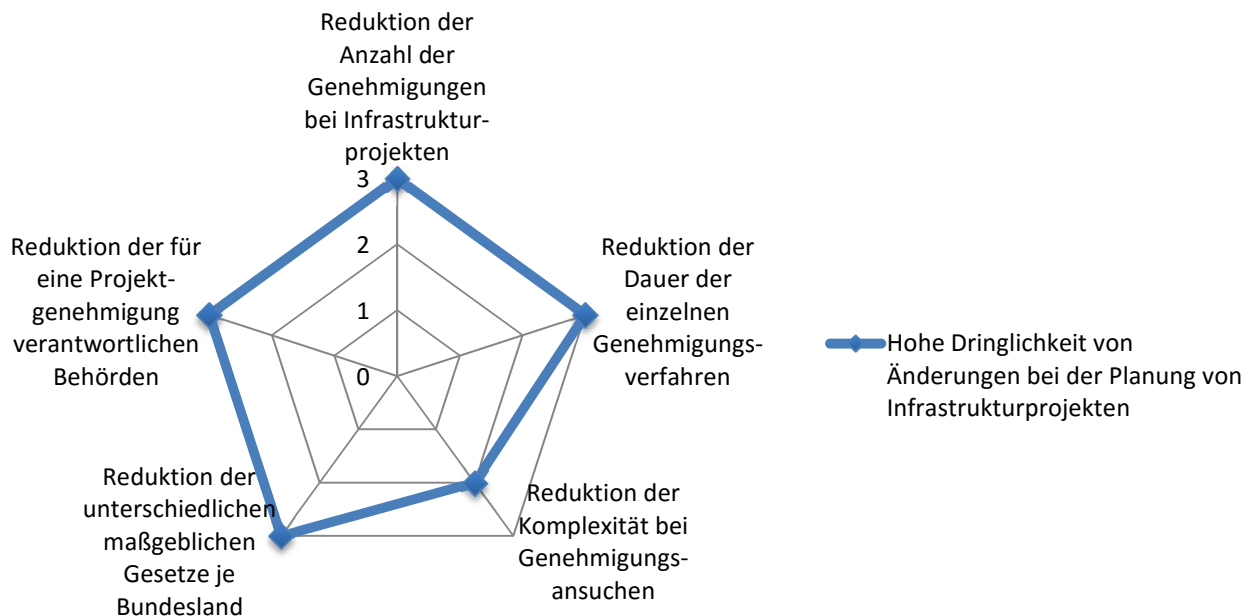 Reduktion der
Anzahl der
Genehmigungen
bei Infrastruktur-
projekten
3
2
1
0
Reduktion der
Dauer der
einzelnen
Genehmigungs-
verfahren
Reduktion der
Komplexität bei
Genehmigungs-
ansuchen
Reduktion der
unterschiedlichen
maßgeblichen
Gesetze je
Bundesland
Reduktion der für
eine Projekt-
genehmigung
verantwortlichen
Behörden
Hohe Dringlichkeit von
Änderungen bei der Planung von
Infrastrukturprojekten